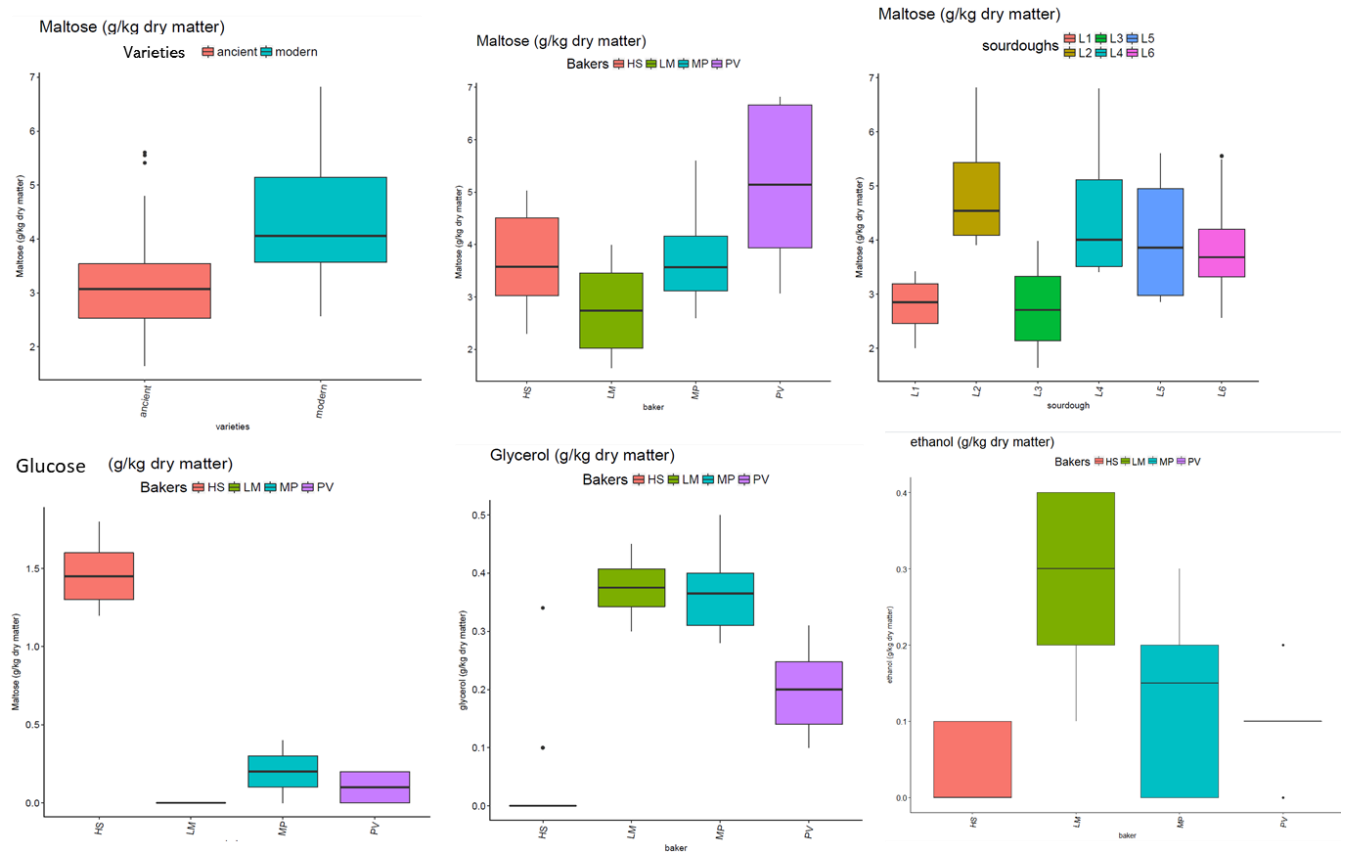 Maltose (g/kg dry matter)
Varieties ancient modern
Maltose (g/kg dry matter)
7
6
5
4
3
2
ancient
modern
varieties
Maltose (g/kg dry matter)
Bakers HS LM MP PV
Maltose (g/kg dry matter)
7
6
5
4
3
2
HS
LM
MP
PV
baker
Maltose (g/kg dry matter)
sourdoughs L1 L3 L5
L2 L4 L6
Maltose (g/kg dry matter)
7
6
5
4
3
2
L1
L2
L3
L4
L5
L6
sourdough
Glucose (g/kg dry matter)
Bakers HS LM MP PV
Maltose (g/kg dry matter)
1.5
1.0
0.5
0.0
HS
LM
MP
PV
Glycerol (g/kg dry matter)
Bakers HS LM MP PV
glycerol (g/kg dry matter)
0.5
0.4
0.3
0.2
0.1
0.0
HS
LM
MP
PV
baker
ethanol (g/kg dry matter)
Bakers HS LM MP PV
ethanol (g/kg dry matter)
0.4
0.3
0.2
0.1
0.0
HS
LM
MP
PV
baker